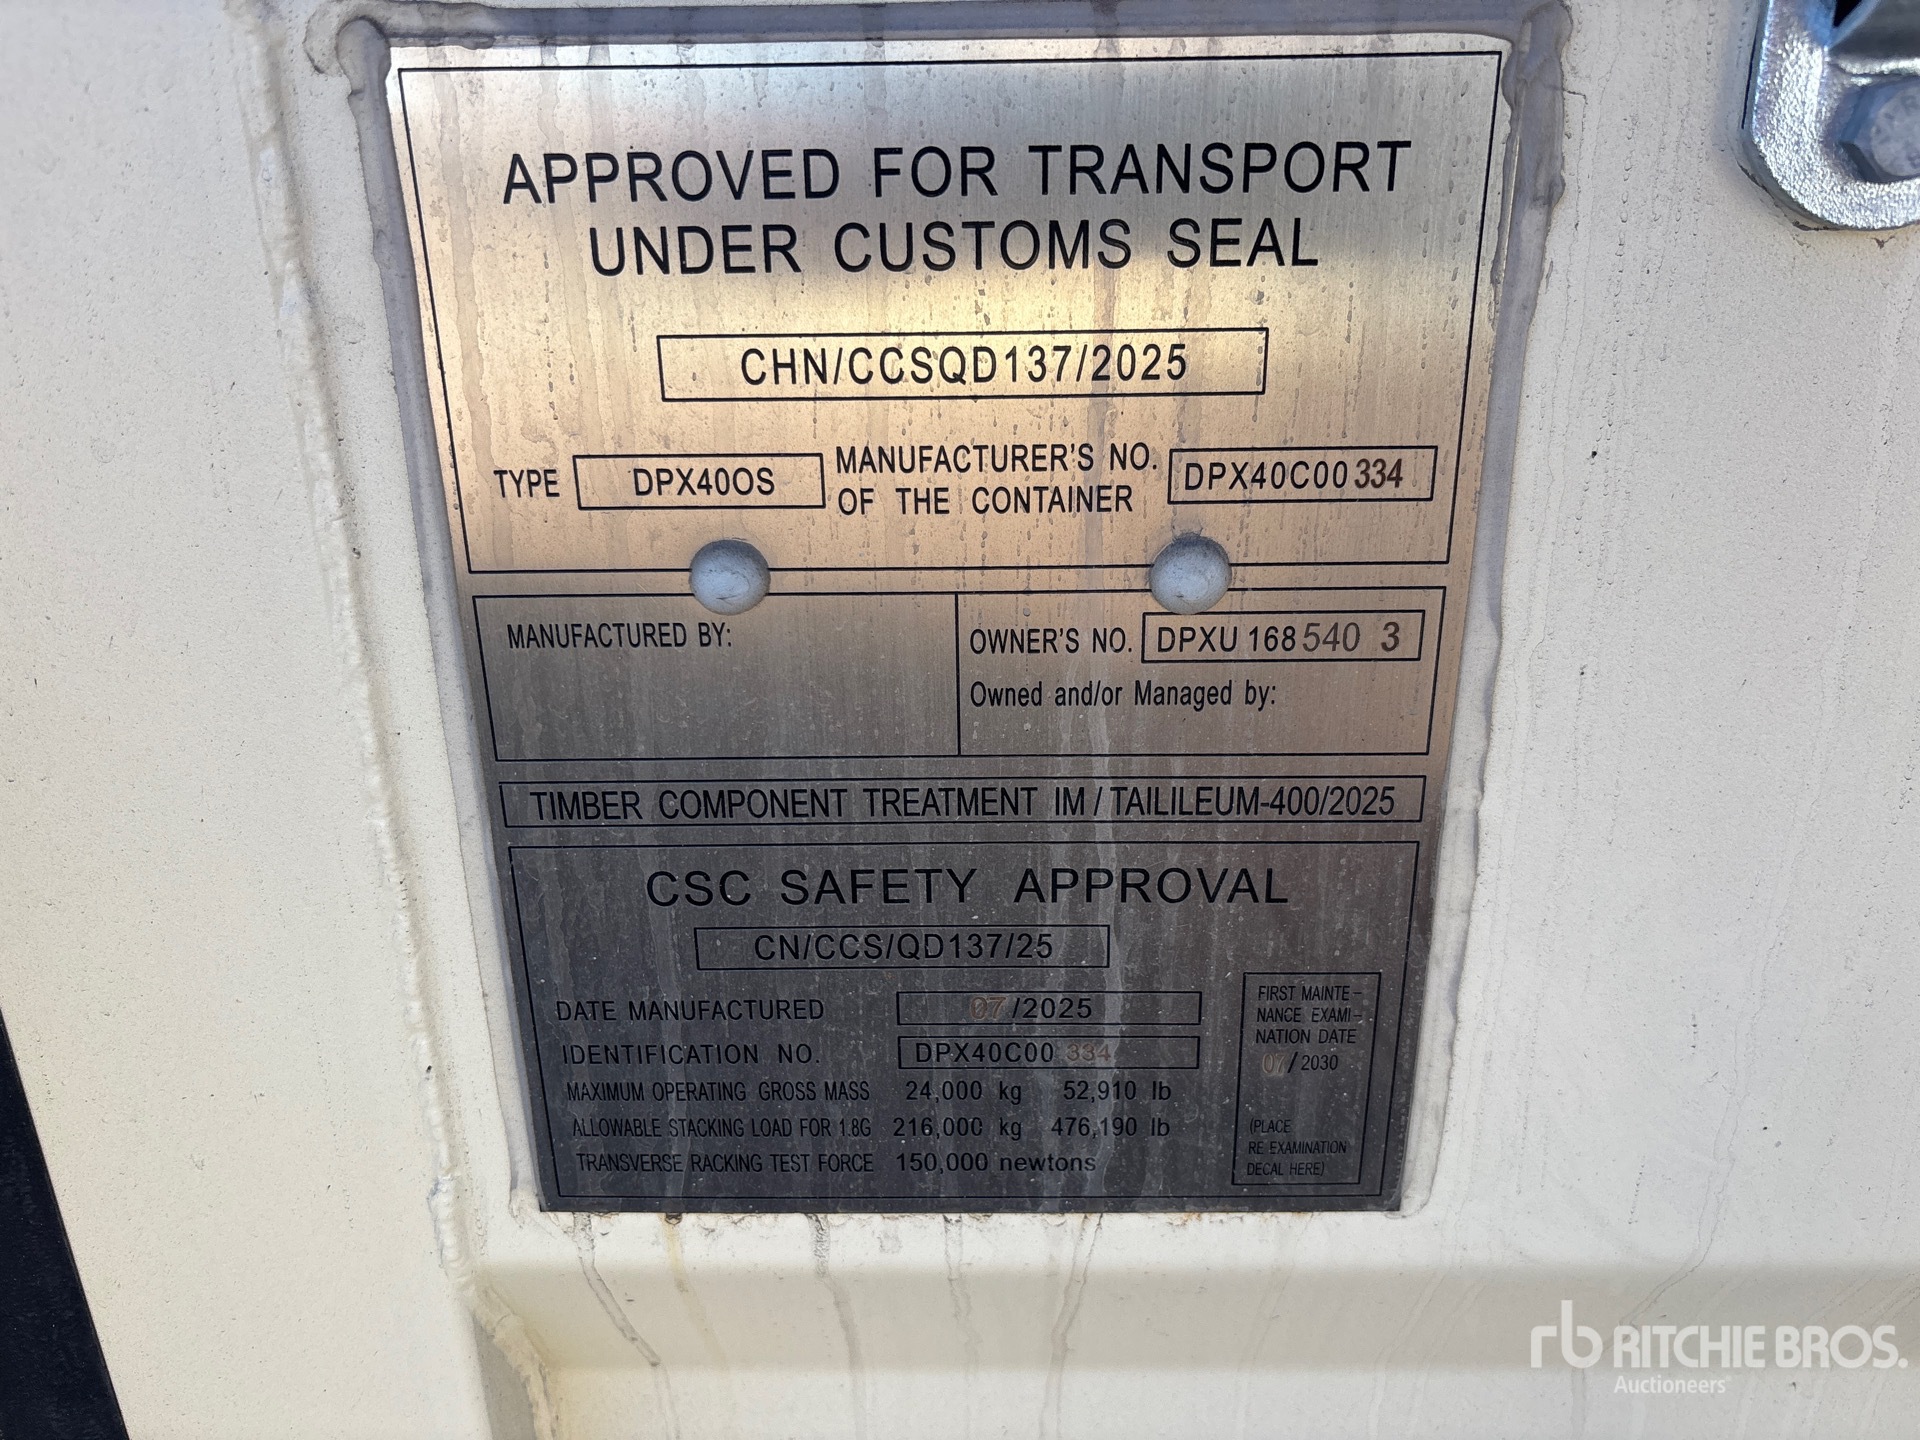 APPROVED FOR TRANSPORT
UNDER CUSTOMS SEAL
CHN/CCSQD137/2025
TYPE DPX40OS MANUFACTURER'S NO. OF THE CONTAINER DPX40C00334
MANUFACTURED BY:
OWNER'S NO. DPXU 168540 3
Owned and/or Managed by:
TIMBER COMPONENT TREATMENT IM / TAILILEUM-400/2025
CSC SAFETY APPROVAL
CN/CCS/QD137/25
DATE MANUFACTURED 07/2025
IDENTIFICATION NO. DPX40C00 334
MAXIMUM OPERATING GROSS MASS 24,000 kg 52,910 lb
ALLOWABLE STACKING LOAD FOR 1.8G 216,000 kg 476,190 lb
TRANSVERSE RACKING TEST FORCE 150,000 newtons
FIRST MAINTE-
NANCE EXAMI-
NATION DATE
07/2030
(PLACE
RE EXAMINATION
DECAL HERE)
rb RITCHIE BROS.
Auctioneers